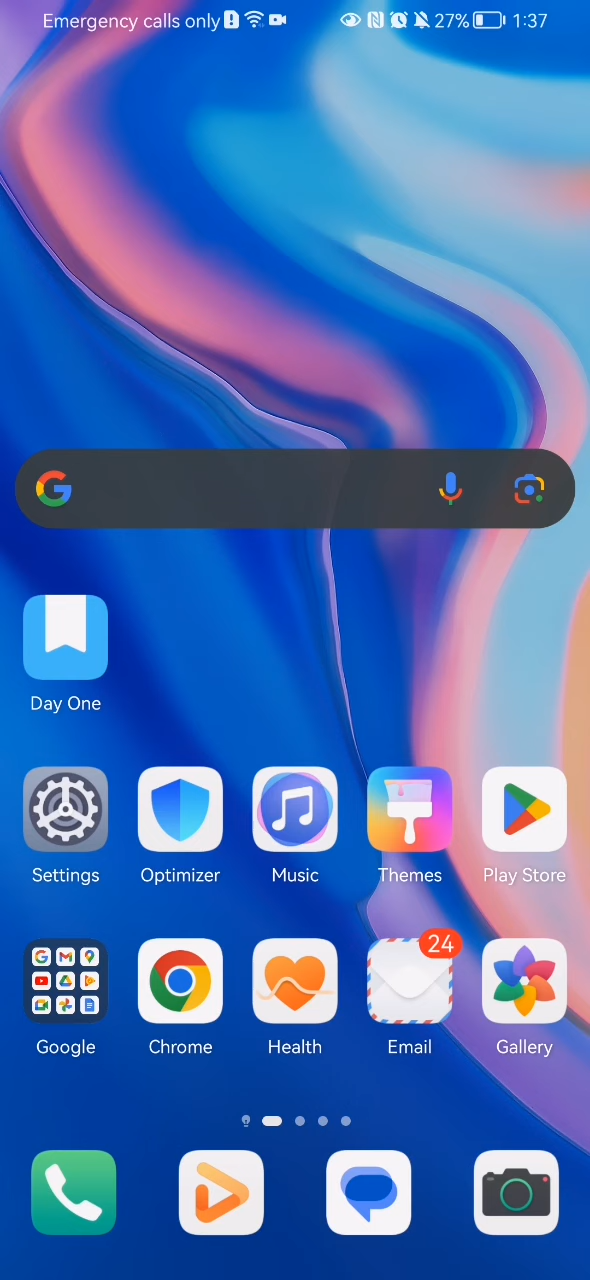 Emergency calls only 27% 1:37
Day One
Settings Optimizer Music Themes Play Store
24
Google Chrome Health Email Gallery